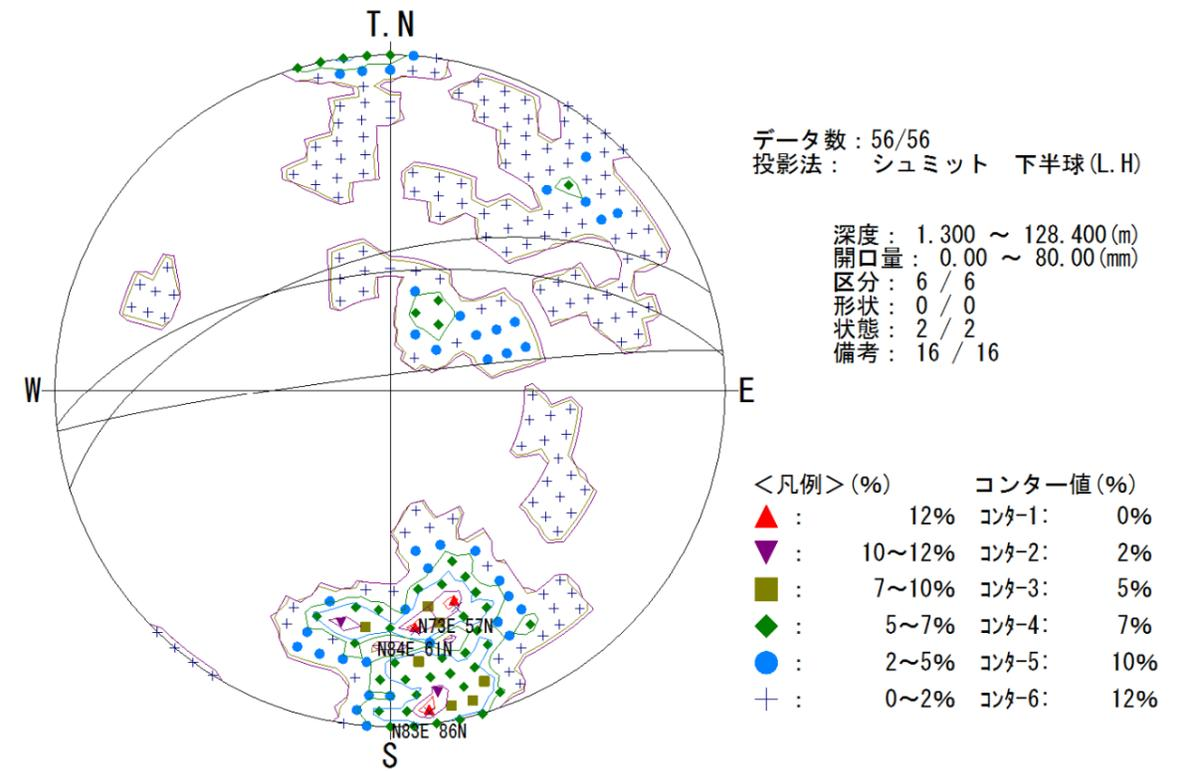 T.N
W
E
N73E 57N
N84E 61N
N83E 86N
S
データ数：56/56
投影法： シュミット 下半球(L.H)
深度： 1.300 ～ 128.400(m)
開口量： 0.00 ～ 80.00(mm)
区分： 6 / 6
形状： 0 / 0
状態： 2 / 2
備考： 16 / 16
＜凡例＞(%) コンター値(%)
： 12% ｺﾝﾀｰ1: 0%
： 10～12% ｺﾝﾀｰ2: 2%
： 7～10% ｺﾝﾀｰ3: 5%
： 5～7% ｺﾝﾀｰ4: 7%
： 2～5% ｺﾝﾀｰ5: 10%
： 0～2% ｺﾝﾀｰ6: 12%